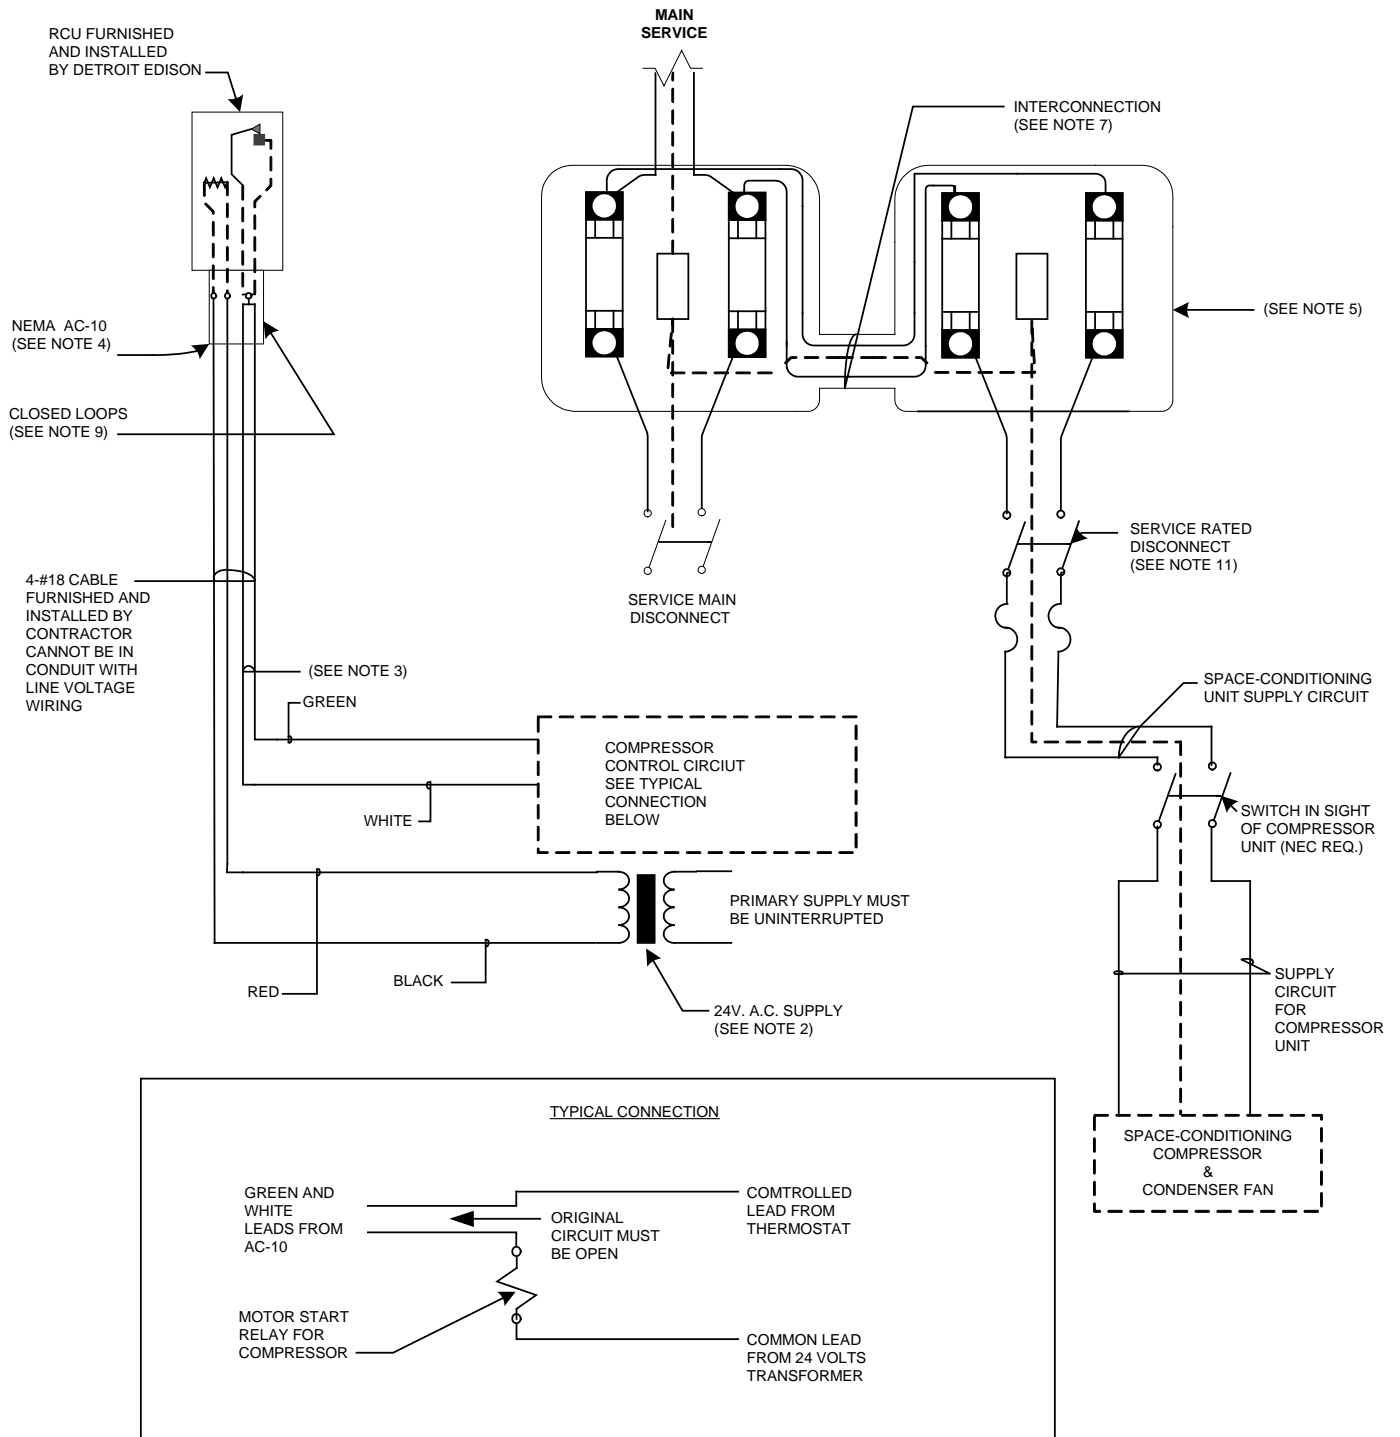 MAIN
SERVICE
RCU FURNISHED
AND INSTALLED
BY DETROIT EDISON
INTERCONNECTION
(SEE NOTE 7)
(SEE NOTE 5)
NEMA  AC-10
(SEE NOTE 4)
CLOSED LOOPS
(SEE NOTE 9)
SERVICE RATED
DISCONNECT
(SEE NOTE 11)
4-#18 CABLE
FURNISHED AND
INSTALLED BY
CONTRACTOR
CANNOT BE IN
CONDUIT WITH
LINE VOLTAGE
WIRING
SERVICE MAIN
DISCONNECT
(SEE NOTE 3)
GREEN
SPACE-CONDITIONING
UNIT SUPPLY CIRCUIT
COMPRESSOR
CONTROL CIRCIUT
SEE TYPICAL
CONNECTION
BELOW
WHITE
SWITCH IN SIGHT
OF COMPRESSOR
UNIT (NEC REQ.)
PRIMARY SUPPLY MUST
BE UNINTERRUPTED
RED
BLACK
24V. A.C. SUPPLY
(SEE NOTE 2)
SUPPLY
CIRCUIT
FOR
COMPRESSOR
UNIT
SPACE-CONDITIONING
COMPRESSOR
&
CONDENSER FAN
TYPICAL CONNECTION
GREEN AND
WHITE
LEADS FROM
AC-10
ORIGINAL
CIRCUIT MUST
BE OPEN
COMTROLLED
LEAD FROM
THERMOSTAT
MOTOR START
RELAY FOR
COMPRESSOR
COMMON LEAD
FROM 24 VOLTS
TRANSFORMER